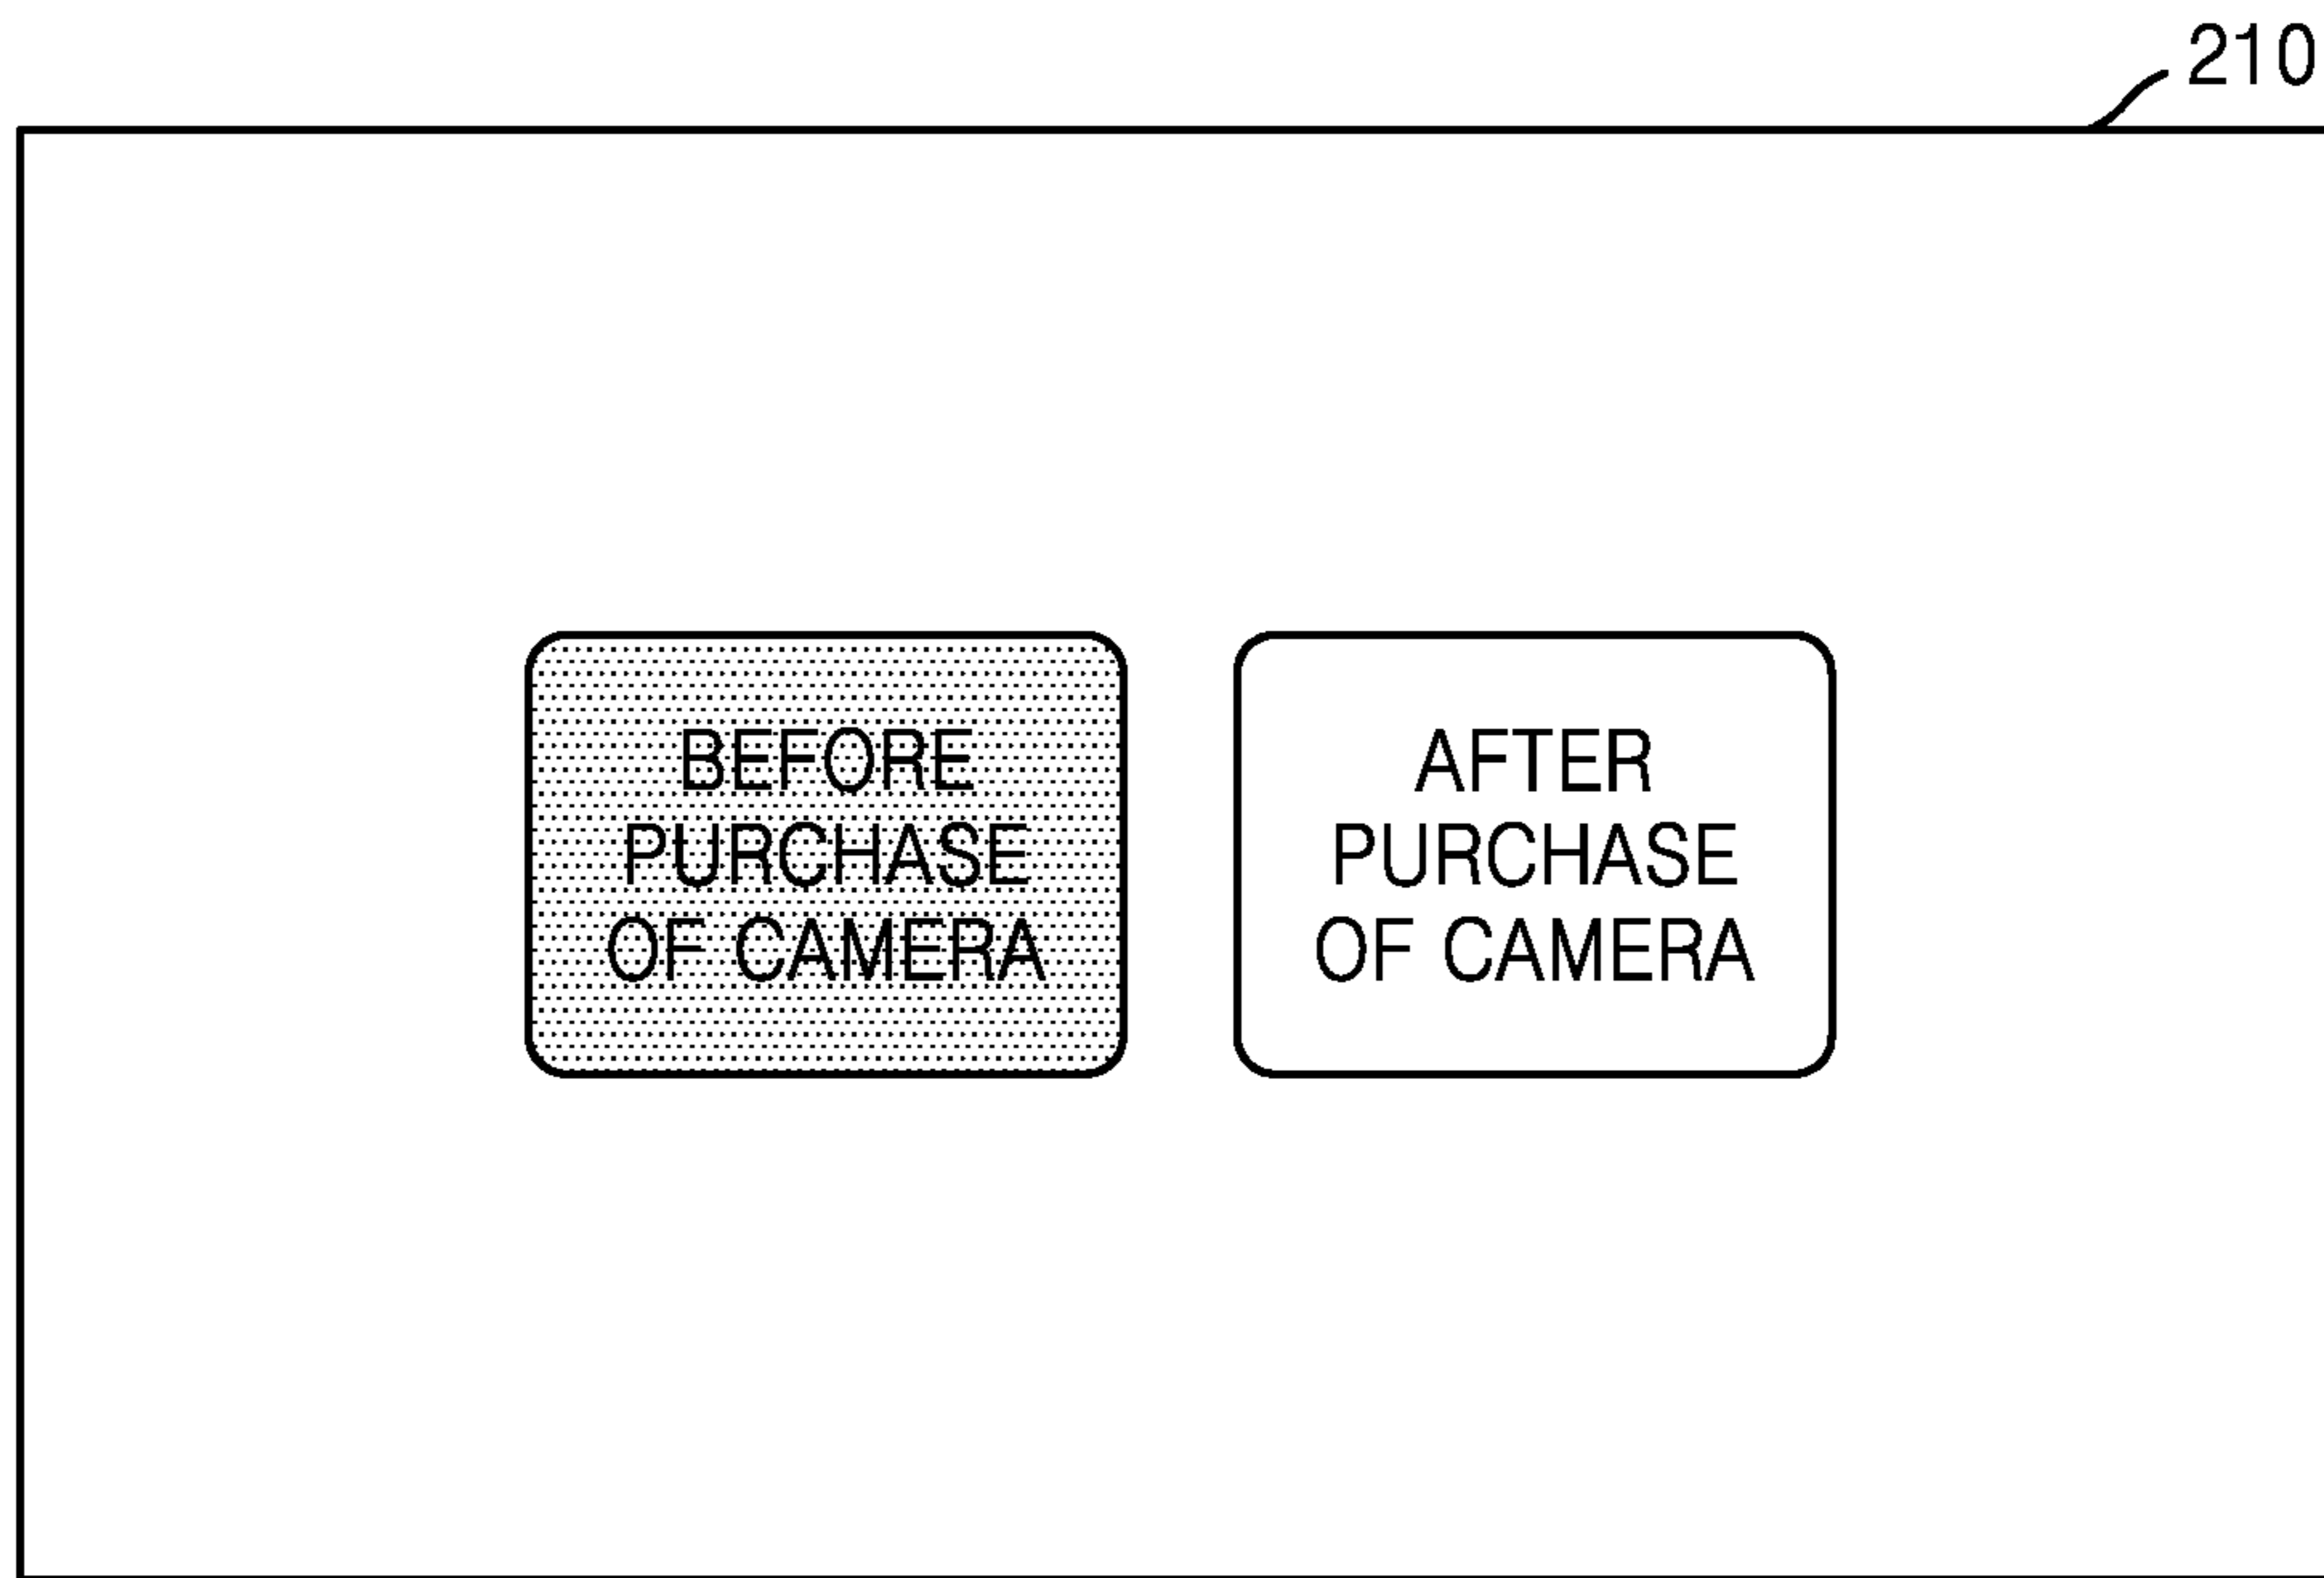 210
BEFORE
PURCHASE
OF CAMERA
AFTER
PURCHASE
OF CAMERA